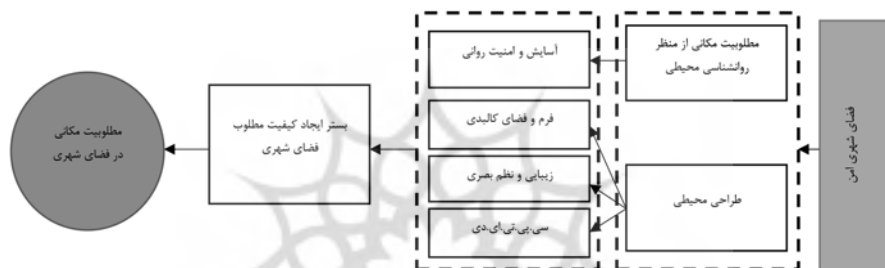 فضای شهری امن
مطلوبیت مکانی از منظر
روانشناسی محیطی
طراحی محیطی
آسایش و امنیت روانی
فرم و فضای کالبدی
زیبایی و نظم بصری
سی.پی.تی.ای.دی
بستر ایجاد کیفیت مطلوب
فضای شهری
مطلوبیت مکانی
در فضای شهری